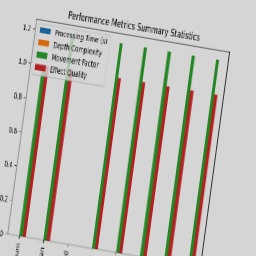 Performance Metrics Summary Statistics
1.2
Processing Time (s)
Depth Complexity
Movement Factor
Effect Quality
1.0
0.8
0.6
0.4
0.2